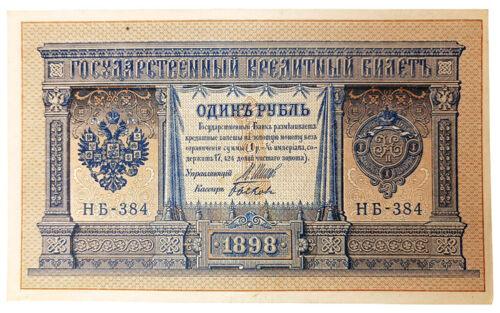 ГОСУДАРСТВЕННЫЙ КРЕДИТНЫЙ БИЛЕТЪ
ОДИНЪ РУБЛЬ
Государственный Банкъ размѣниваетъ
кредитные билеты на золотую монету безъ
ограниченія суммы (1 р. = 1/15 имперіала, со-
держитъ 17,424 долей чистаго золота).
Управляющій
Кассиръ
НБ-384
НБ-384
1898